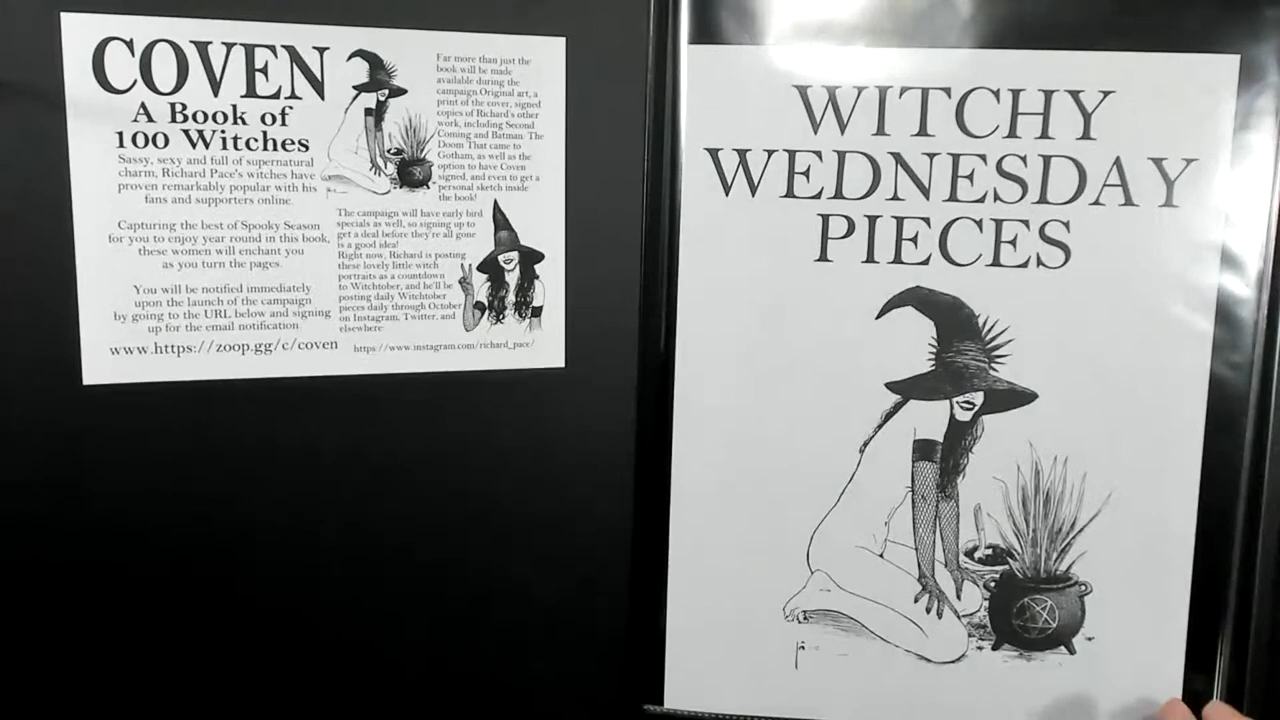 COVEN
A Book of
100 Witches
Sassy, sexy and full of supernatural
charm, Richard Pace's witches have
proven remarkably popular with his
fans and supporters online.
Capturing the best of Spooky Season
for you to enjoy year round in this book,
these women will enchant you
as you turn the pages.
You will be notified immediately
upon the launch of the campaign
by going to the URL below and signing
up for the email notification
www.https://zoop.gg/c/coven
Far more than just the
book will be made
available during the
campaign Original art, a
print of the cover, signed
copies of Richard's other
work, including Second
Coming and Batman: The
Doom That came to
Gotham, as well as the
option to have Coven
signed, and even to get a
personal sketch inside
the book!
The campaign will have early bird
specials as well, so signing up to
get a deal before they're all gone
is a good idea!
Right now, Richard is posting
these lovely little witch
portraits as a countdown
to Witchtober, and he'll be
posting daily Witchtober
pieces daily through October
on Instagram, Twitter, and
elsewhere
https://www.instagram.com/richard_pace/
WITCHY
WEDNESDAY
PIECES